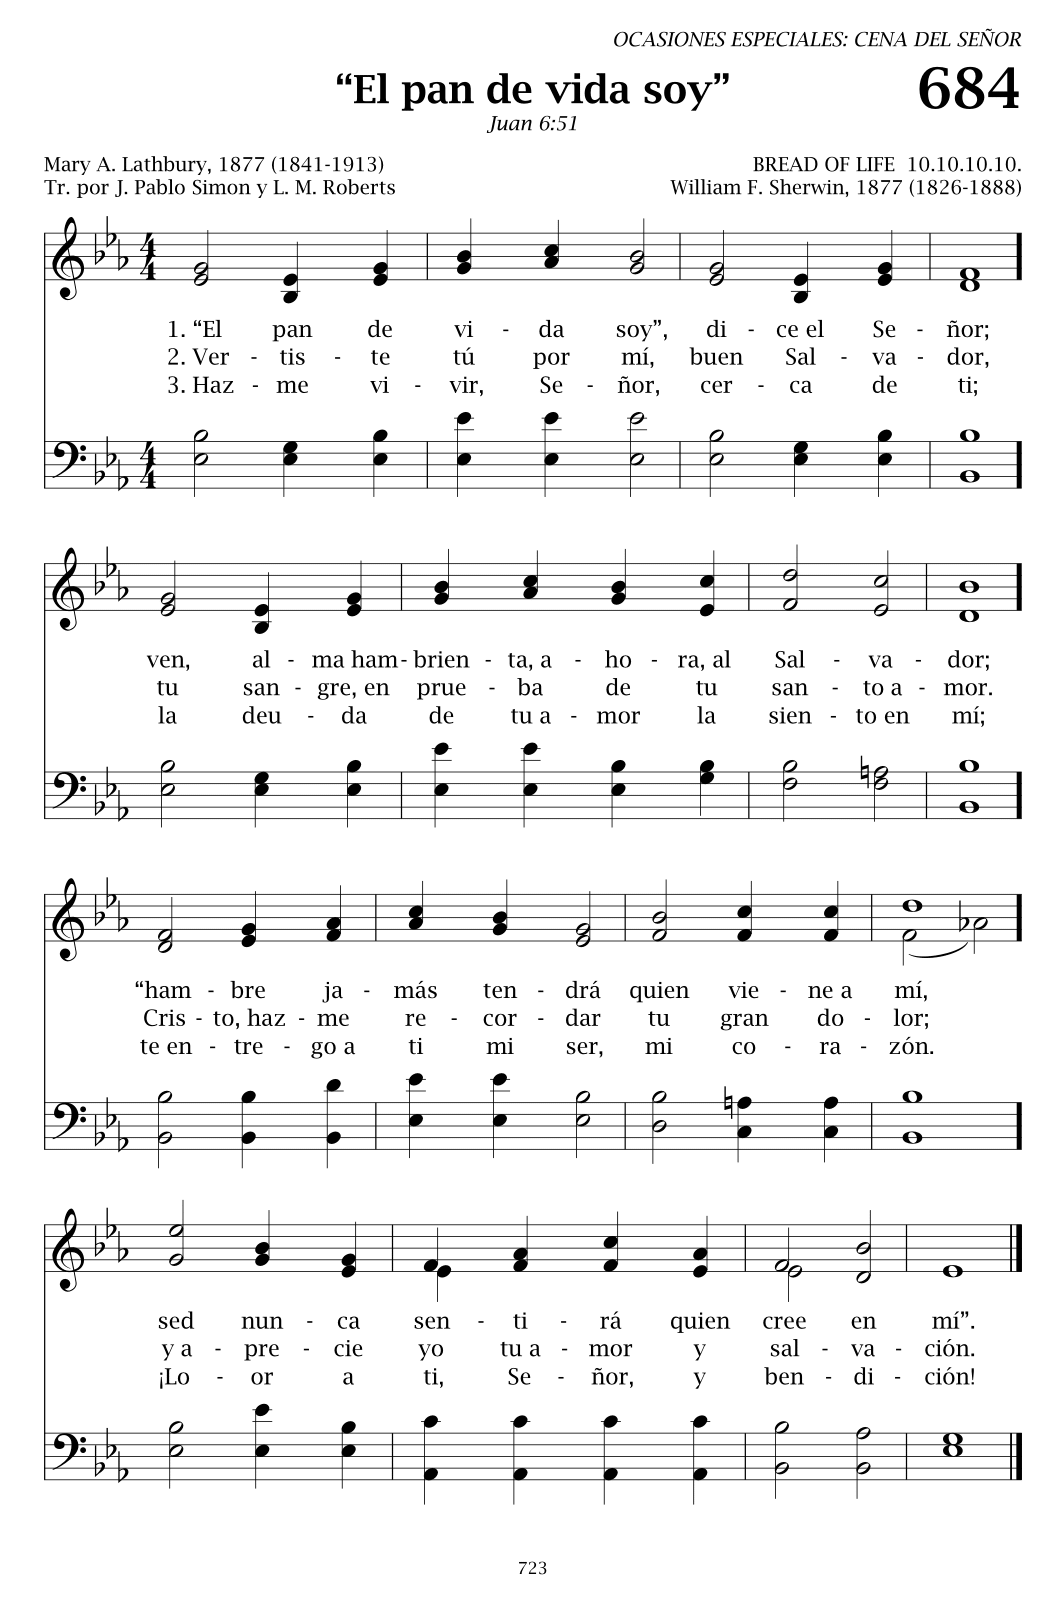 OCASIONES ESPECIALES: CENA DEL SEÑOR
“El pan de vida soy” 684
Juan 6:51
Mary A. Lathbury, 1877 (1841-1913) BREAD OF LIFE 10.10.10.10.
Tr. por J. Pablo Simon y L. M. Roberts William F. Sherwin, 1877 (1826-1888)
4 4
1. “El pan de vi - da soy”, di - ce el Se - ñor;
2. Ver - tis - te tú por mí, buen Sal - va - dor,
3. Haz - me vi - vir, Se - ñor, cer - ca de ti;
4 4
ven, al - ma ham - brien - ta, a - ho - ra, al Sal - va - dor;
tu san - gre, en prue - ba de tu san - to a - mor.
la deu - da de tu a - mor la sien - to en mí;
“ham - bre ja - más ten - drá quien vie - ne a mí,
Cris - to, haz - me re - cor - dar tu gran do - lor;
te en - tre - go a ti mi ser, mi co - ra - zón.
sed nun - ca sen - ti - rá quien cree en mí”.
y a - pre - cie yo tu a - mor y sal - va - ción.
¡Lo - or a ti, Se - ñor, y ben - di - ción!
723